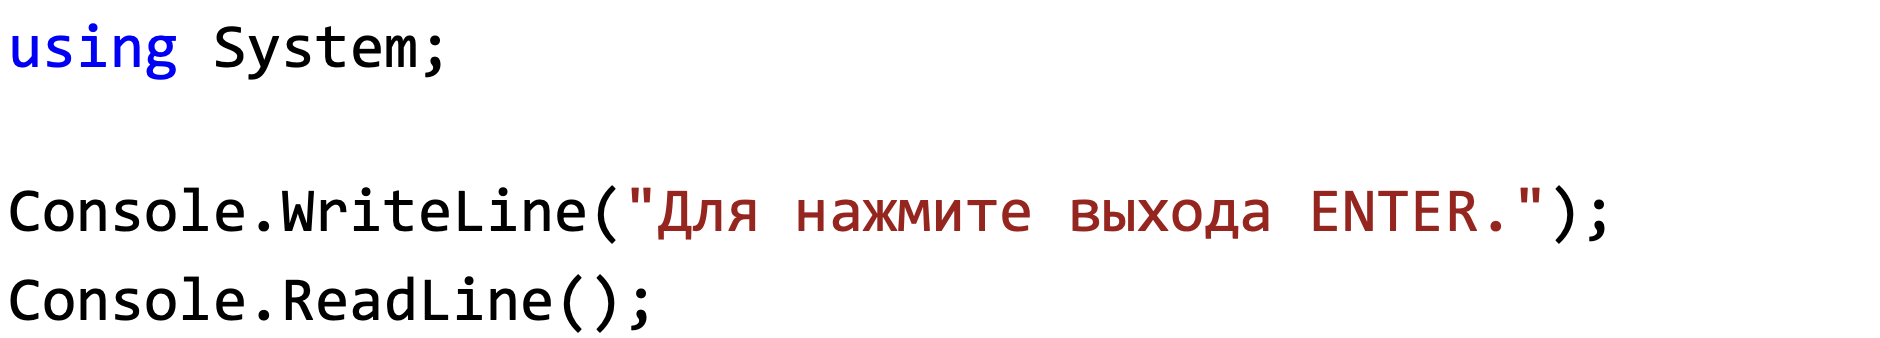 using System;
Console.WriteLine("Для нажмите выхода ENTER.");
Console.ReadLine();